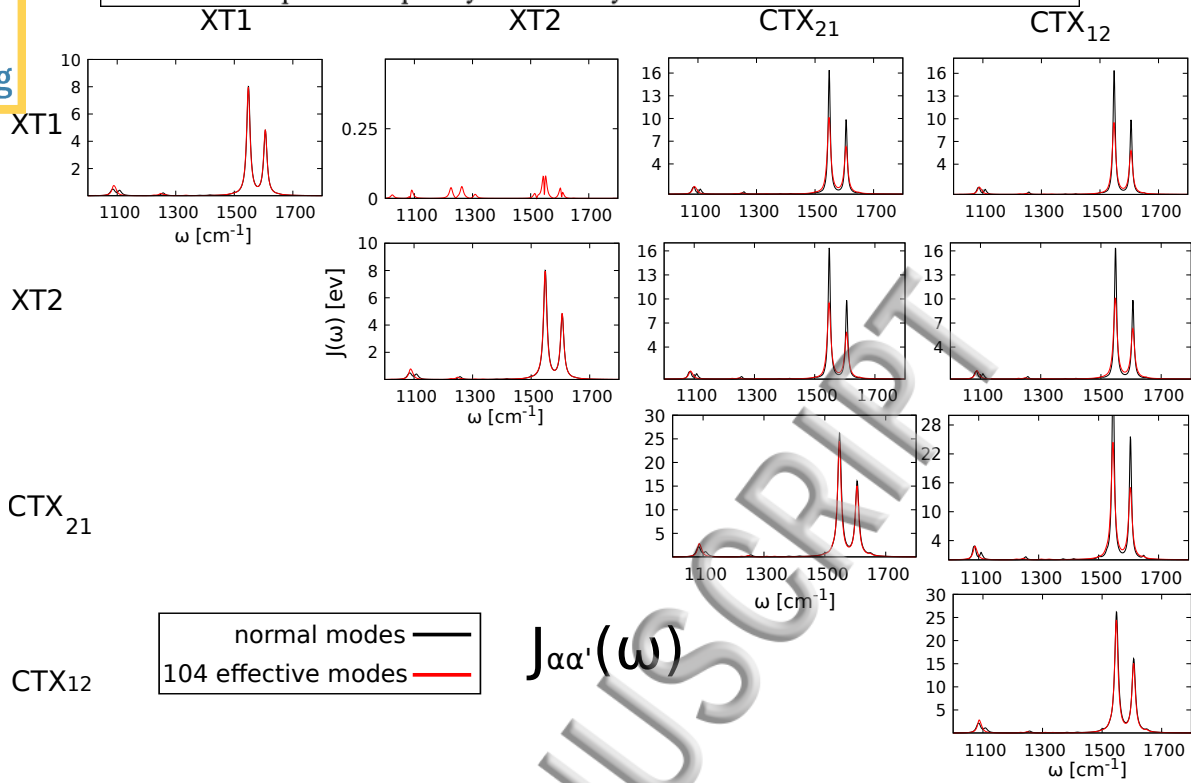 XT1 XT2 CTX21 CTX12
g
XT1
10 8 6 4 2
1100 1300 1500 1700
ω [cm-1]
0.25 0
1100 1300 1500 1700
16 13 10 7 4
1100 1300 1500 1700
16 13 10 7 4
1100 1300 1500 1700
XT2
J(ω) [ev]
10 8 6 4 2
1100 1300 1500 1700
ω [cm-1]
16 13 10 7 4
1100 1300 1500 1700
16 13 10 7 4
1100 1300 1500 1700
CTX21
30 25 20 15 10 5
1100 1300 1500 1700
ω [cm-1]
28 22 16 10 4
1100 1300 1500 1700
CTX12
normal modes
104 effective modes
Jαα'(ω)
30 25 20 15 10 5
1100 1300 1500 1700
ω [cm-1]
USCRIPT